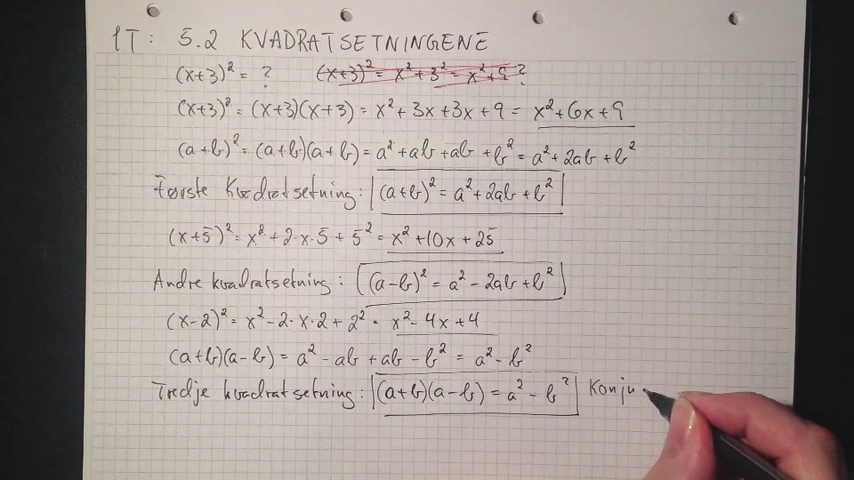 1T: 5.2 KVADRATSETNINGENE
(x+3)² = ? (x+3)² = x² + 3² = x² + 9 ?
(x+3)² = (x+3)(x+3) = x² + 3x + 3x + 9 = x² + 6x + 9
(a+b)² = (a+b)(a+b) = a² + ab + ab + b² = a² + 2ab + b²
Første kvadratsetning: (a+b)² = a² + 2ab + b²
(x+5)² = x² + 2·x·5 + 5² = x² + 10x + 25
Andre kvadratsetning: (a-b)² = a² - 2ab + b²
(x-2)² = x² - 2·x·2 + 2² = x² - 4x + 4
(a+b)(a-b) = a² - ab + ab - b² = a² - b²
Tredje kvadratsetning: (a+b)(a-b) = a² - b² Konju